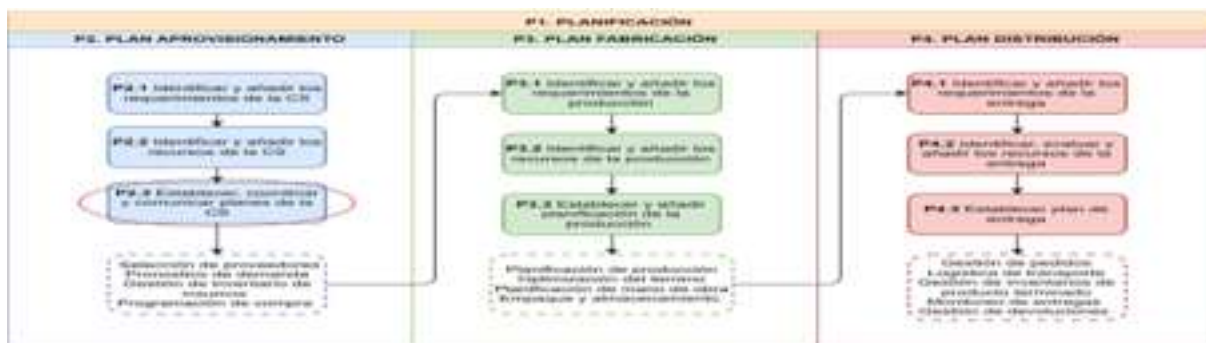 P1. PLANIFICACIÓN
P2. PLAN APROVISIONAMIENTO
P3. PLAN FABRICACIÓN
P4. PLAN DISTRIBUCIÓN
P2.1 Identificar y añadir los
requerimientos de la CS
P2.2 Identificar y añadir los
recursos de la CS
P2.3 Establecer, coordinar
y comunicar planes de la
CS
Selección de proveedores
Pronóstico de demanda
Gestión de inventario de
insumos
Programación de compra
P3.1 Identificar y añadir los
requerimientos de la
producción
P3.2 Identificar y añadir los
recursos de la producción
P3.3 Establecer y añadir
planificación de la
producción
Planificación de producción
Optimización del terreno
Planificación de mano de obra
Empaque y almacenamiento
P4.1 Identificar y añadir los
requerimientos de la
entrega
P4.2 Identificar, evaluar y
añadir los recursos de la
entrega
P4.3 Establecer plan de
entrega
Gestión de pedidos
Logística de transporte
Gestión de inventarios de
producto terminado
Monitoreo de entregas
Gestión de devoluciones